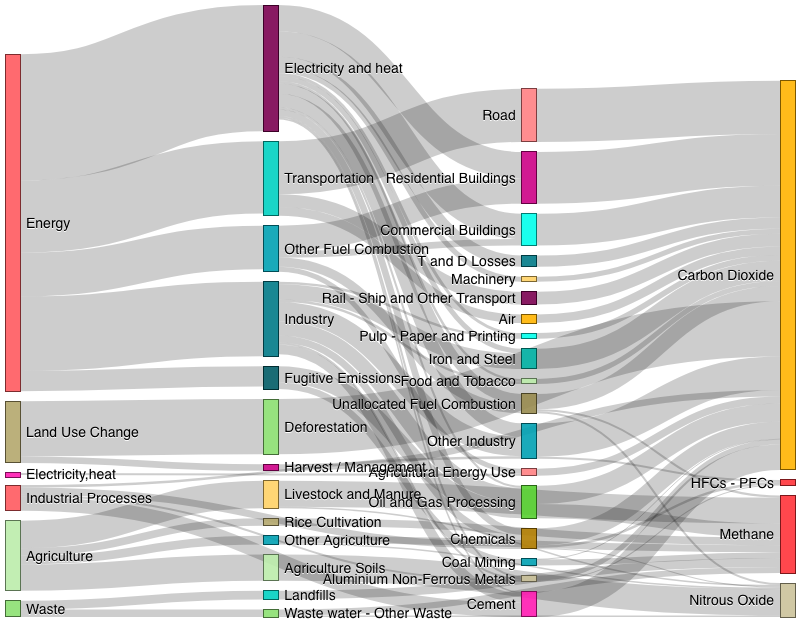 Energy
Land Use Change
Electricity,heat
Industrial Processes
Agriculture
Waste
Electricity and heat
Transportation
Other Fuel Combustion
Industry
Fugitive Emissions
Deforestation
Harvest / Management
Livestock and Manure
Rice Cultivation
Other Agriculture
Agriculture Soils
Landfills
Waste water - Other Waste
Road
Residential Buildings
Commercial Buildings
T and D Losses
Machinery
Rail - Ship and Other Transport
Air
Pulp - Paper and Printing
Iron and Steel
Food and Tobacco
Unallocated Fuel Combustion
Other Industry
Agricultural Energy Use
Oil and Gas Processing
Chemicals
Coal Mining
Aluminium Non-Ferrous Metals
Cement
Carbon Dioxide
HFCs - PFCs
Methane
Nitrous Oxide